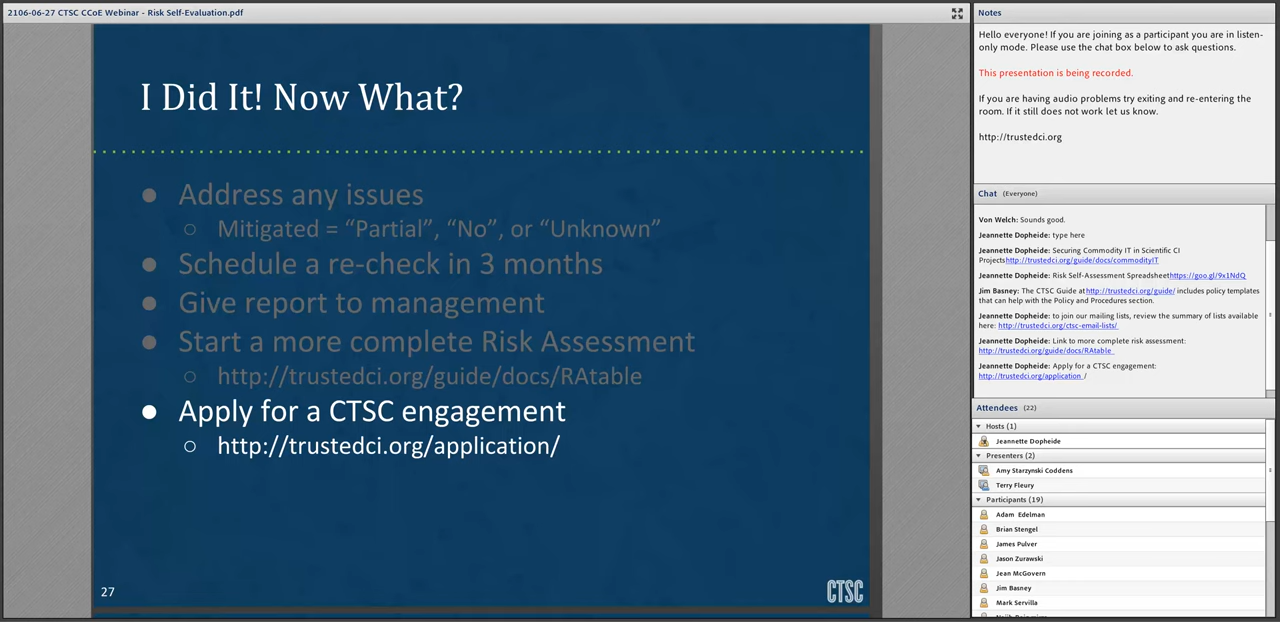 2106-06-27 CTSC CCoE Webinar - Risk Self-Evaluation.pdf
I Did It! Now What?
● Address any issues
○ Mitigated = “Partial”, “No”, or “Unknown”
● Schedule a re-check in 3 months
● Give report to management
● Start a more complete Risk Assessment
○ http://trustedci.org/guide/docs/RAtable
● Apply for a CTSC engagement
○ http://trustedci.org/application/
27
CTSC
Notes
Hello everyone! If you are joining as a participant you are in listen-
only mode. Please use the chat box below to ask questions.
This presentation is being recorded.
If you are having audio problems try exiting and re-entering the
room. If it still does not work let us know.
http://trustedci.org
Chat (Everyone)
Von Welch: Sounds good.
Jeannette Dopheide: type here
Jeannette Dopheide: Securing Commodity IT in Scientific CI
Projectshttp://trustedci.org/guide/docs/commodityIT
Jeannette Dopheide: Risk Self-Assessment Spreadsheethttps://goo.gl/9x1NdQ
Jim Basney: The CTSC Guide at http://trustedci.org/guide/ includes policy templates
that can help with the Policy and Procedures section.
Jeannette Dopheide: to join our mailing lists, review the summary of lists available
here: http://trustedci.org/ctsc-email-lists/
Jeannette Dopheide: Link to more complete risk assessment:
http://trustedci.org/guide/docs/RAtable
Jeannette Dopheide: Apply for a CTSC engagement:
http://trustedci.org/application /
Attendees (22)
Hosts (1)
Jeannette Dopheide
Presenters (2)
Amy Starzynski Coddens
Terry Fleury
Participants (19)
Adam Edelman
Brian Stengel
James Pulver
Jason Zurawski
Jean McGovern
Jim Basney
Mark Servilla